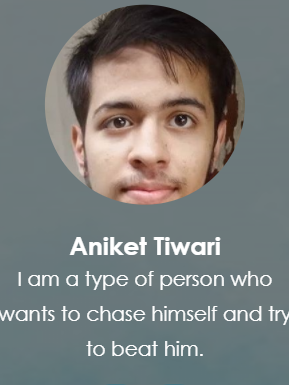 Aniket Tiwari
I am a type of person who
wants to chase himself and try
to beat him.